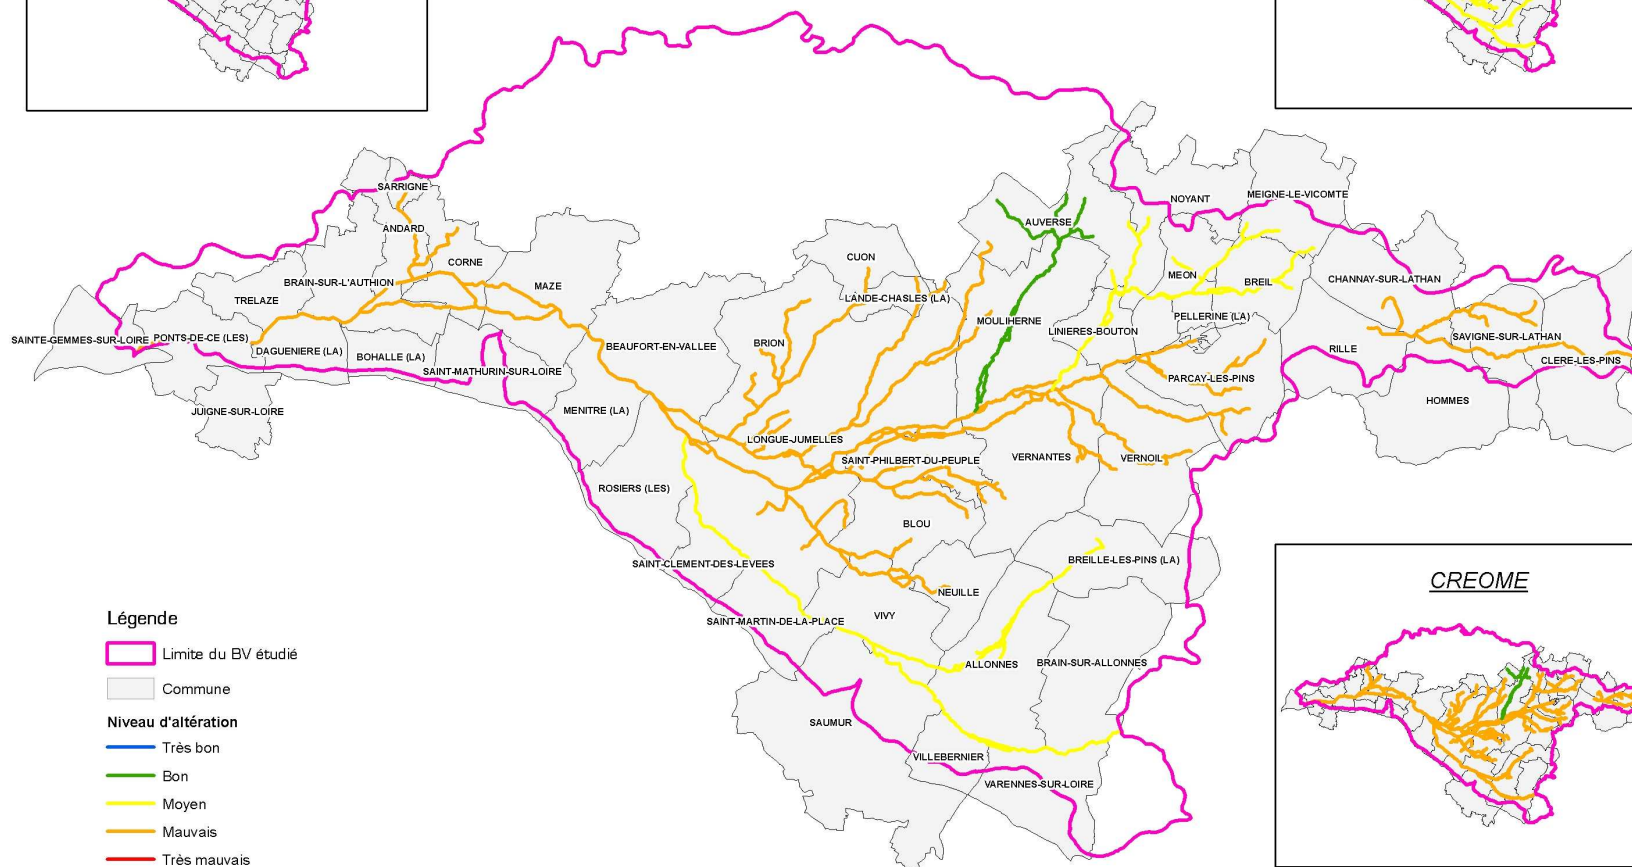 SARRIGNE
NOYANT
MEIGNE-LE-VICOMTE
AUVERSE
ANDARD
CORNE
CUON
BRAIN-SUR-L'AUTHION
MAZE
MEON
BREIL
CHANNAY-SUR-LATHAN
TRELAZE
LANDE-CHASLES (LA)
MOULIHERNE
PELLERINE (LA)
LINIERES-BOUTON
SAINTE-GEMMES-SUR-LOIRE
PONTS-DE-CE (LES)
SAVIGNE-SUR-LATHAN
BEAUFORT-EN-VALLEE
BRION
DAGUENIERE (LA)
BOHALLE (LA)
RILLE
CLERE-LES-PINS
SAINT-MATHURIN-SUR-LOIRE
PARCAY-LES-PINS
HOMMES
JUIGNE-SUR-LOIRE
MENITRE (LA)
LONGUE-JUMELLES
SAINT-PHILBERT-DU-PEUPLE
VERNANTES
VERNOIL
ROSIERS (LES)
BLOU
SAINT-CLEMENT-DES-LEVEES
BREILLE-LES-PINS (LA)
NEUILLE
VIVY
SAINT-MARTIN-DE-LA-PLACE
ALLONNES
BRAIN-SUR-ALLONNES
SAUMUR
VILLEBERNIER
VARENNES-SUR-LOIRE
CREOME
Légende
Limite du BV étudié
Commune
Niveau d'altération
Très bon
Bon
Moyen
Mauvais
Très mauvais